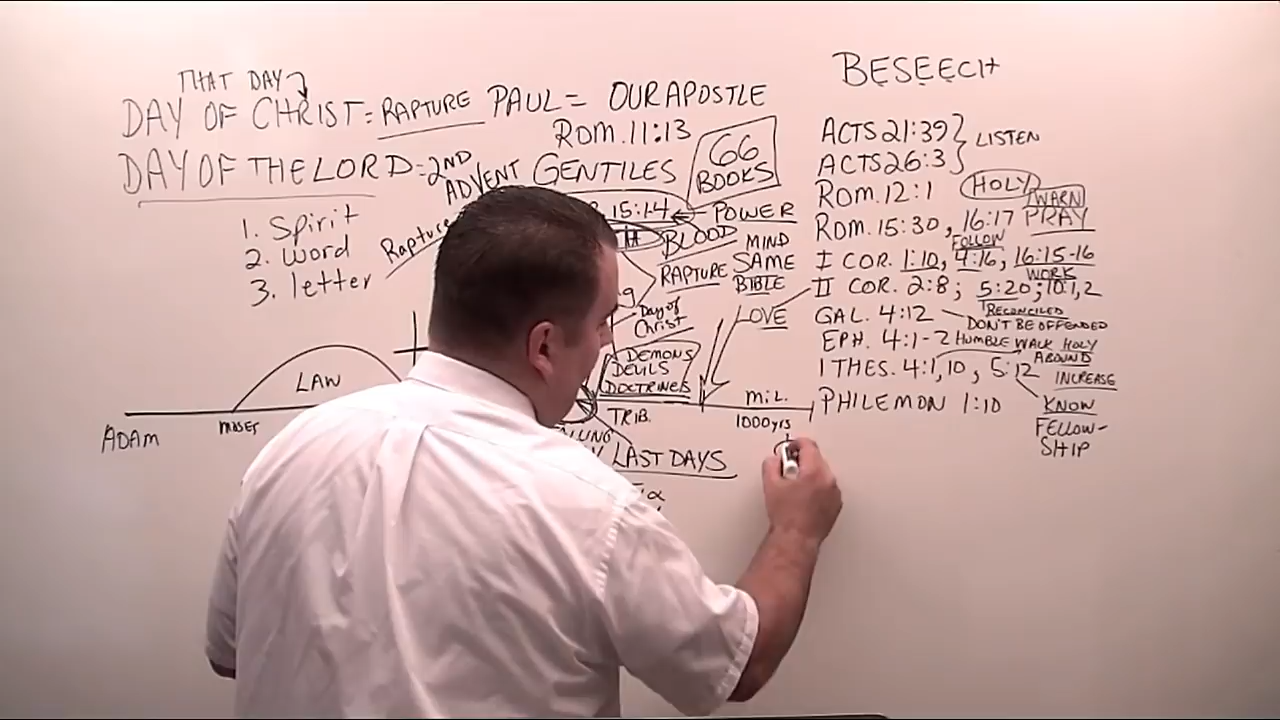 THAT DAY
DAY OF CHRIST = RAPTURE
DAY OF THE LORD = 2ND ADVENT
1. Spirit
2. word
3. letter
Rapture
PAUL = OUR APOSTLE
ROM. 11:13
GENTILES
66 BOOKS
15:1-4 POWER
BLOOD
RAPTURE
MIND
SAME
BIBLE
LOVE
Day of Christ
DEMONS
DEVILS
DOCTRINES
LAW
ADAM
MOSES
TRIB.
MIL.
1000yrs
LAST DAYS
BESEECH
ACTS 21:39
ACTS 26:3
LISTEN
ROM. 12:1 HOLY
WARN
ROM. 15:30, 16:17 PRAY
FOLLOW
I COR. 1:10, 4:16, 16:15-16
WORK
II COR. 2:8; 5:20; 10:1,2
RECONCILED
GAL. 4:12 DON'T BE OFFENDED
EPH. 4:1-2 HUMBLE WALK HOLY
ABOUND
1 THES. 4:1,10, 5:12
INCREASE
PHILEMON 1:10
KNOW
FELLOW-
SHIP